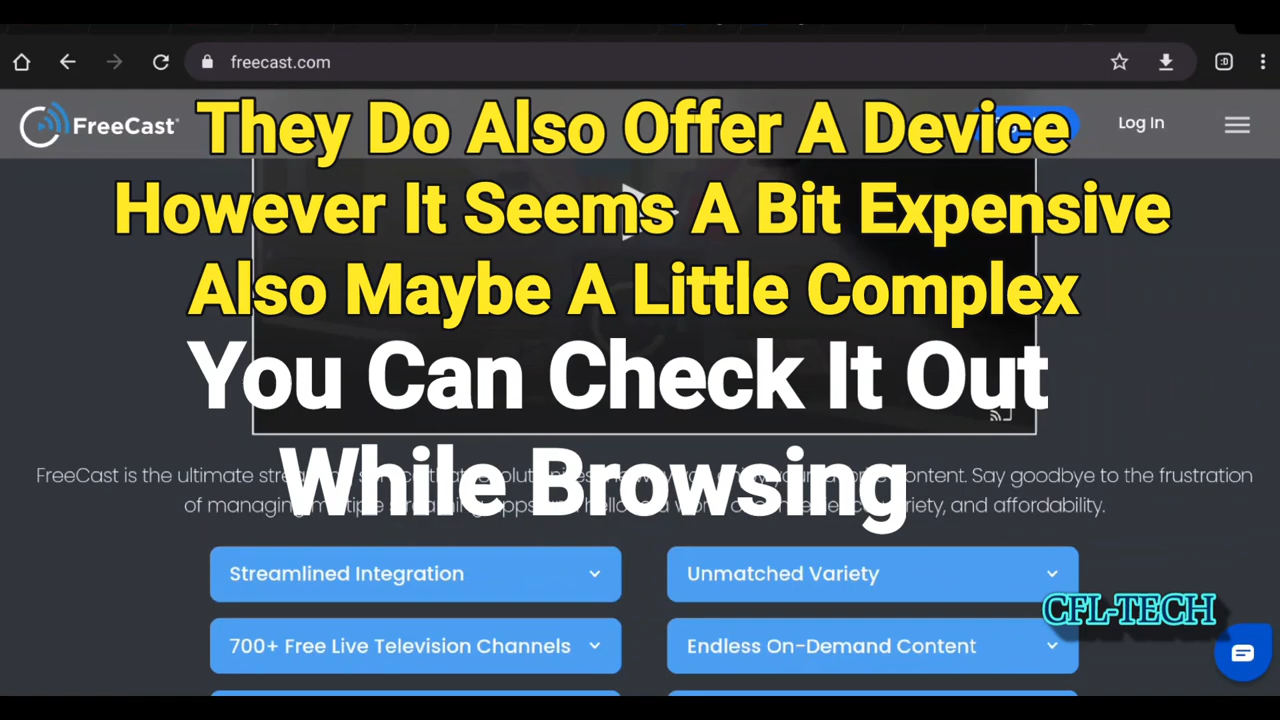 freecast.com
FreeCast
Log In
They Do Also Offer A Device
However It Seems A Bit Expensive
Also Maybe A Little Complex
You Can Check It Out
While Browsing
FreeCast is the ultimate content. Say goodbye to the frustration
of managing variety, and affordability.
Streamlined Integration
Unmatched Variety
CFL-TECH
700+ Free Live Television Channels
Endless On-Demand Content